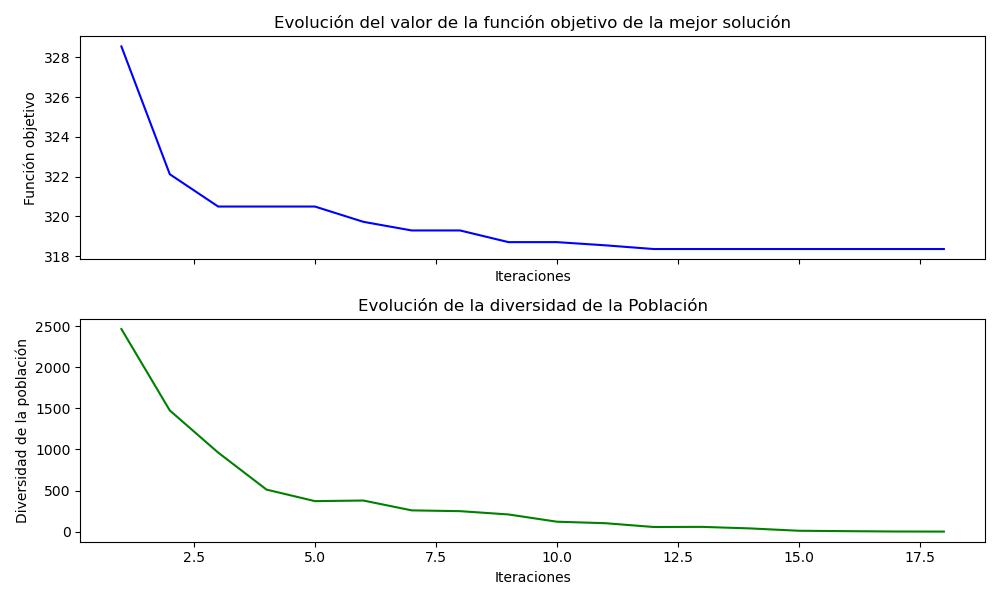 Evolución del valor de la función objetivo de la mejor solución
Función objetivo
328
326
324
322
320
318
Iteraciones
Evolución de la diversidad de la Población
Diversidad de la población
2500
2000
1500
1000
500
0
2.5 5.0 7.5 10.0 12.5 15.0 17.5
Iteraciones